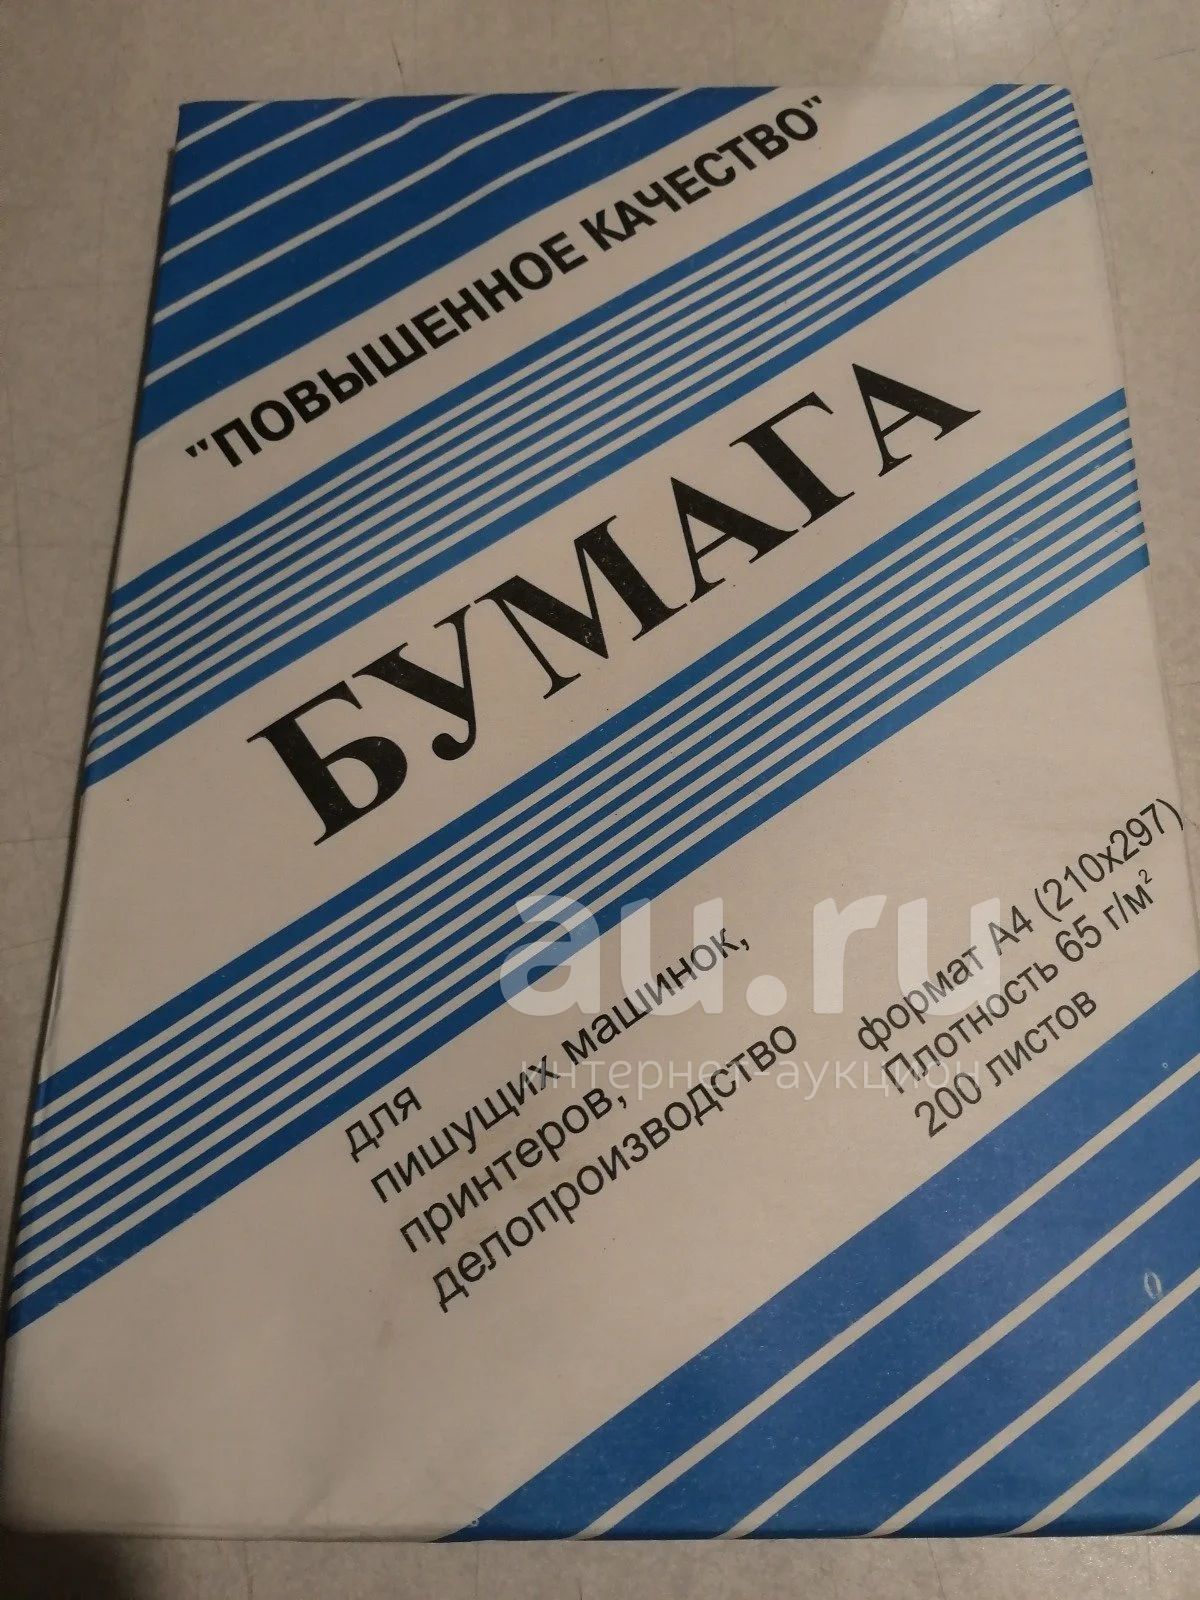 "ПОВЫШЕННОЕ КАЧЕСТВО"
БУМАГА
для
пишущих машинок,
принтеров,
делопроизводство
формат А4 (210х297)
Плотность 65 г/м²
200 листов
au.ru
интернет-аукцион